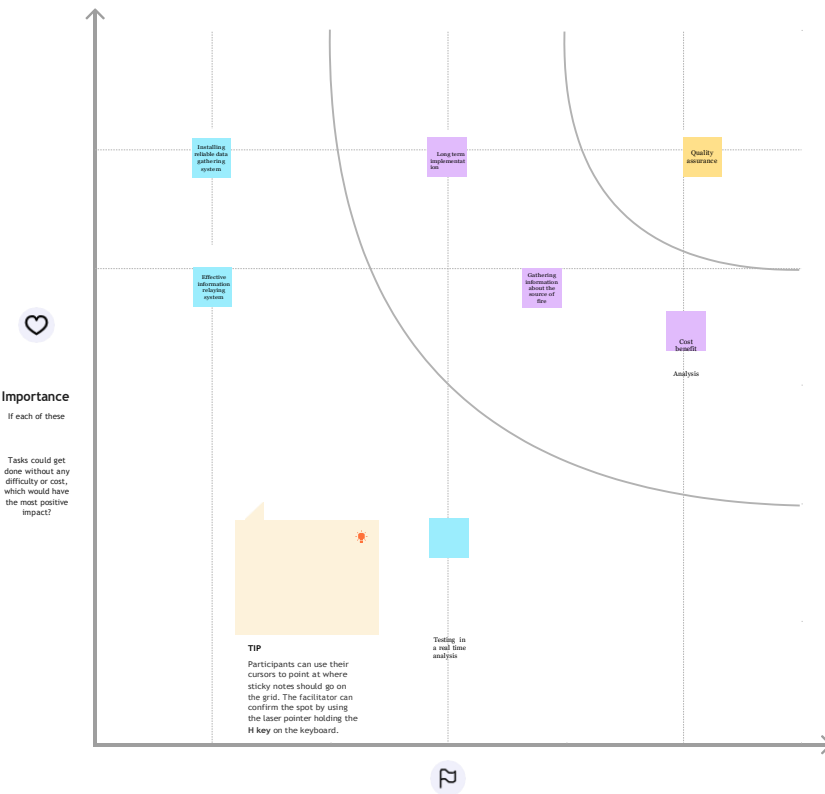 Installing
reliable data
gathering
system
Long term
implementat
ion
Quality
assurance
Effective
information
relaying
system
Gathering
information
about the
source of
fire
Cost
benefit
Analysis
Importance
If each of these
Tasks could get
done without any
difficulty or cost,
which would have
the most positive
impact?
TIP
Participants can use their
cursors to point at where
sticky notes should go on
the grid. The facilitator can
confirm the spot by using
the laser pointer holding the
H key on the keyboard.
Testing in
a real time
analysis